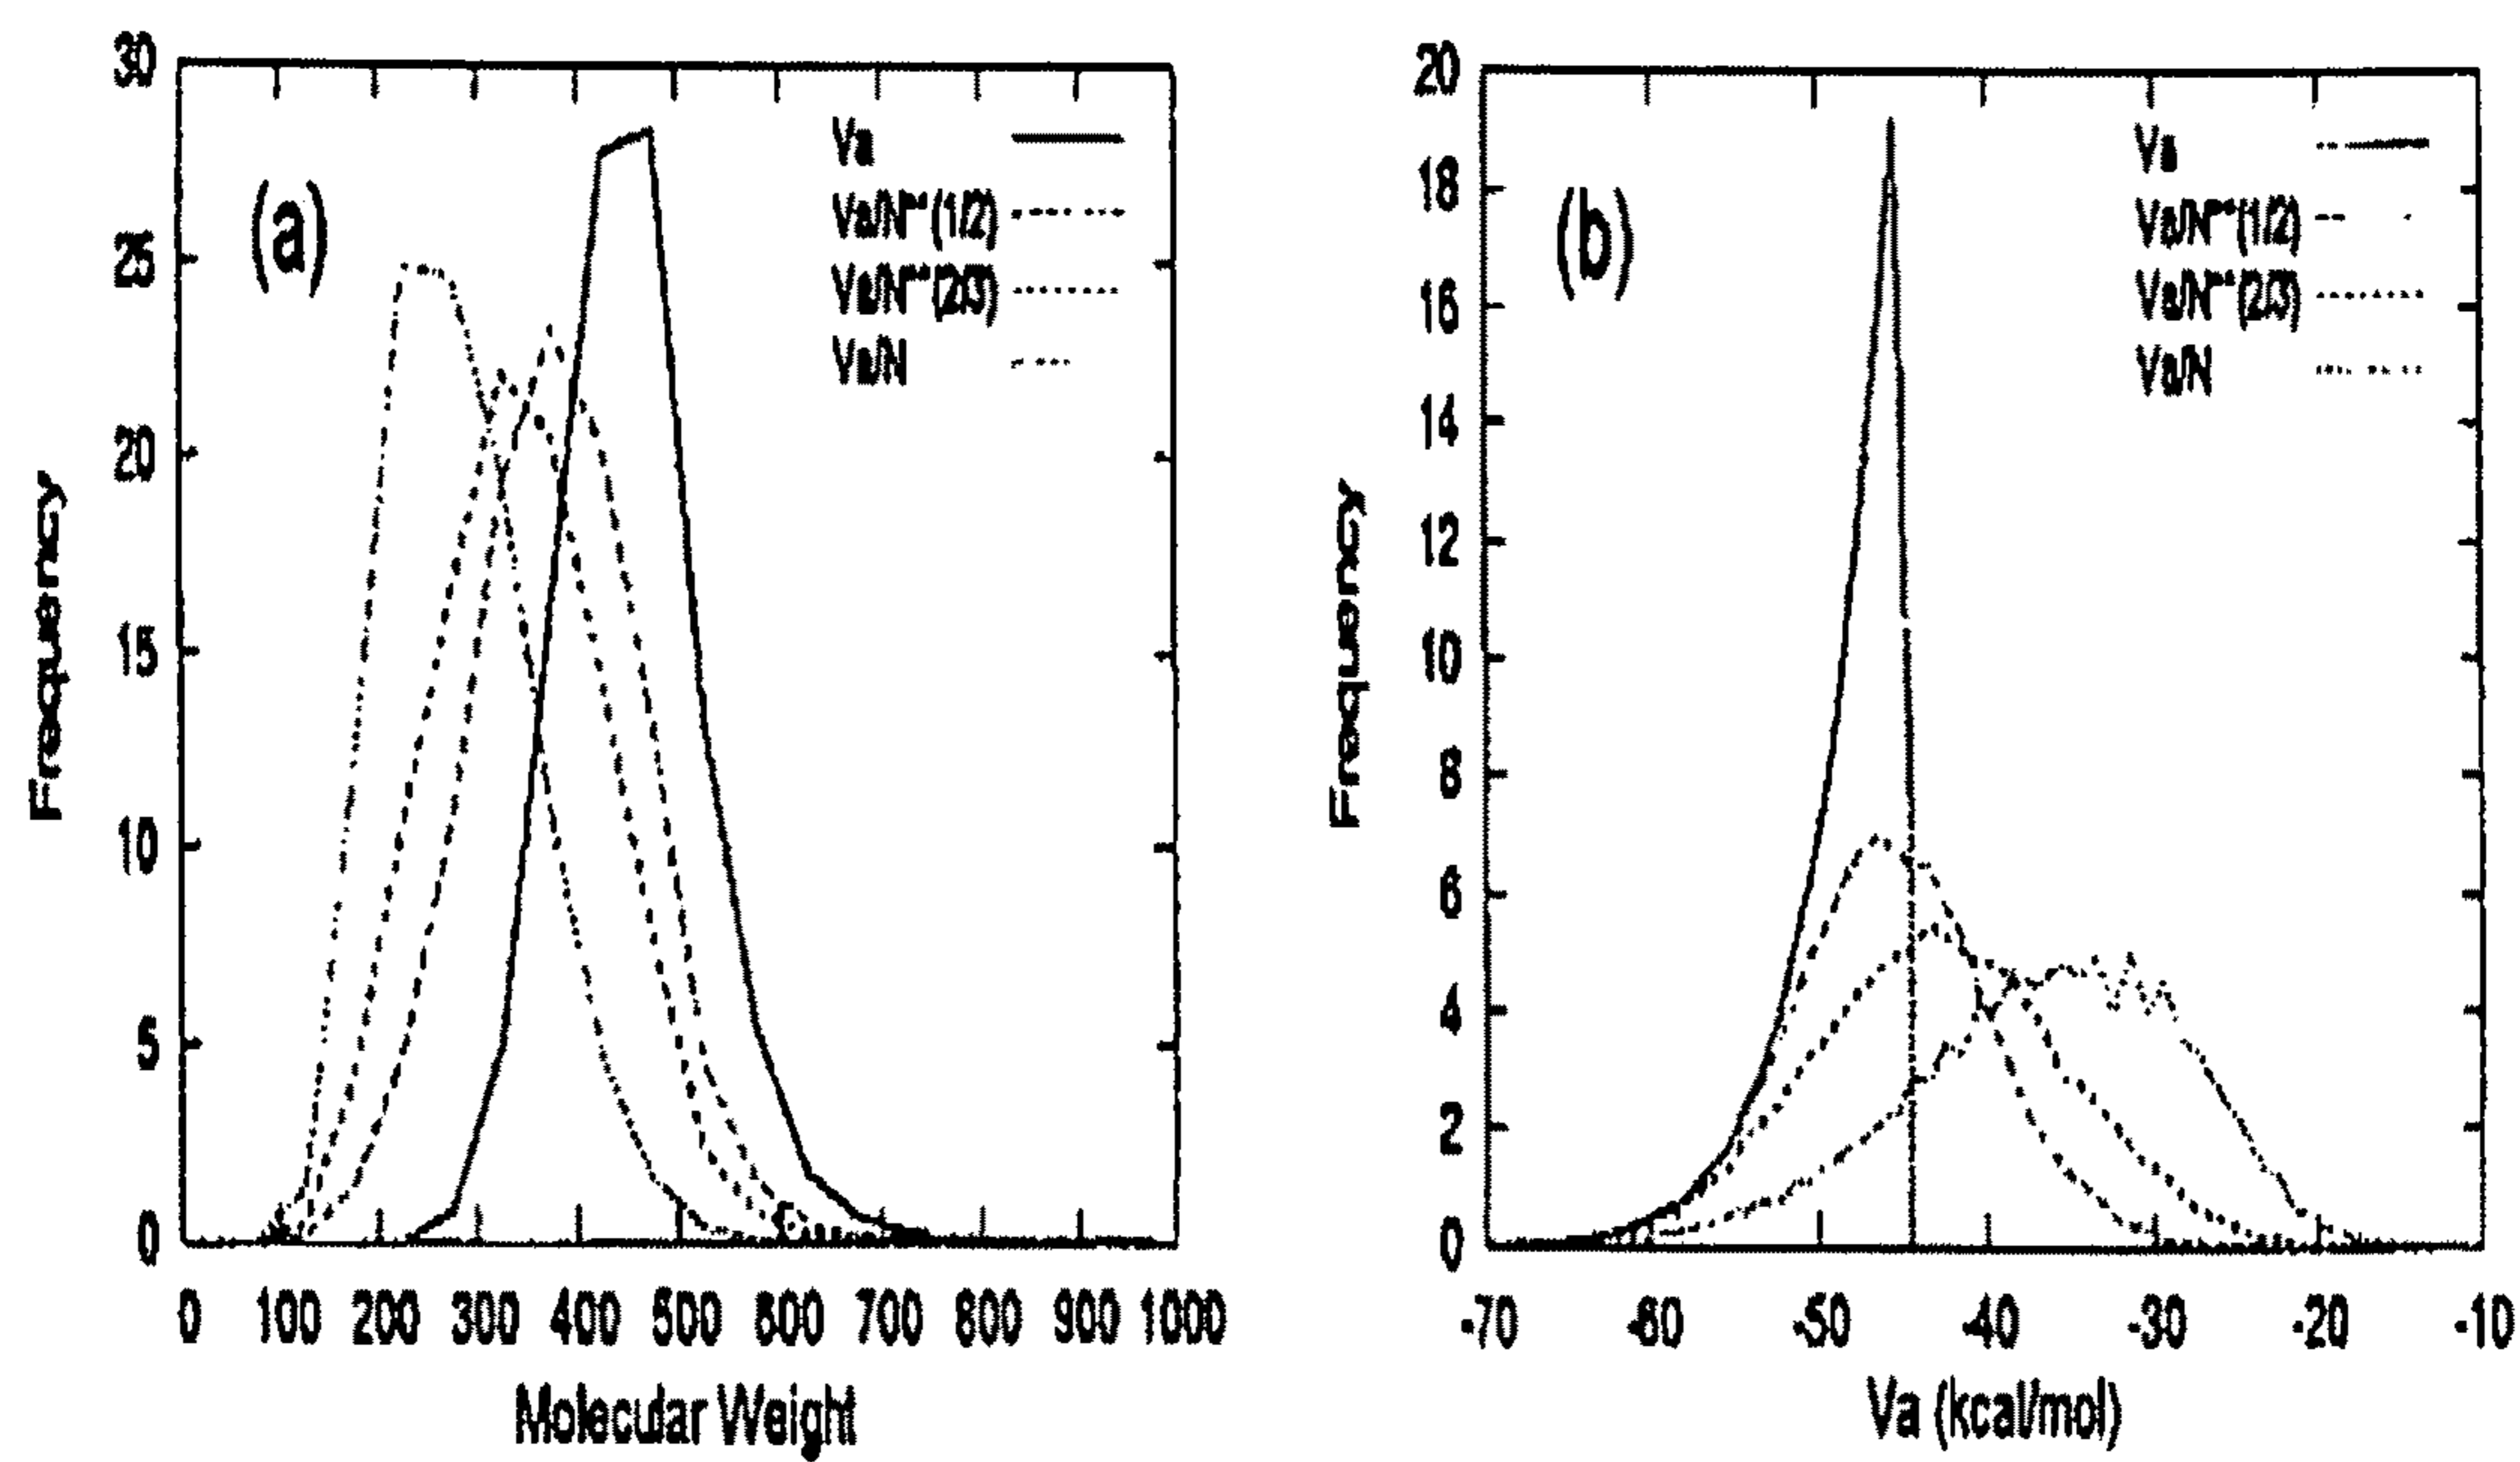 30
25
20
15
10
5
0
Frequency
(a)
Va
Va/N**(1/2)
Va/N**(2/3)
Va/N
0 100 200 300 400 500 600 700 800 900 1000
Molecular Weight
20
18
16
14
12
10
8
6
4
2
0
Frequency
(b)
Va
Va/N**(1/2)
Va/N**(2/3)
Va/N
-70 -60 -50 -40 -30 -20 -10
Va (kcal/mol)